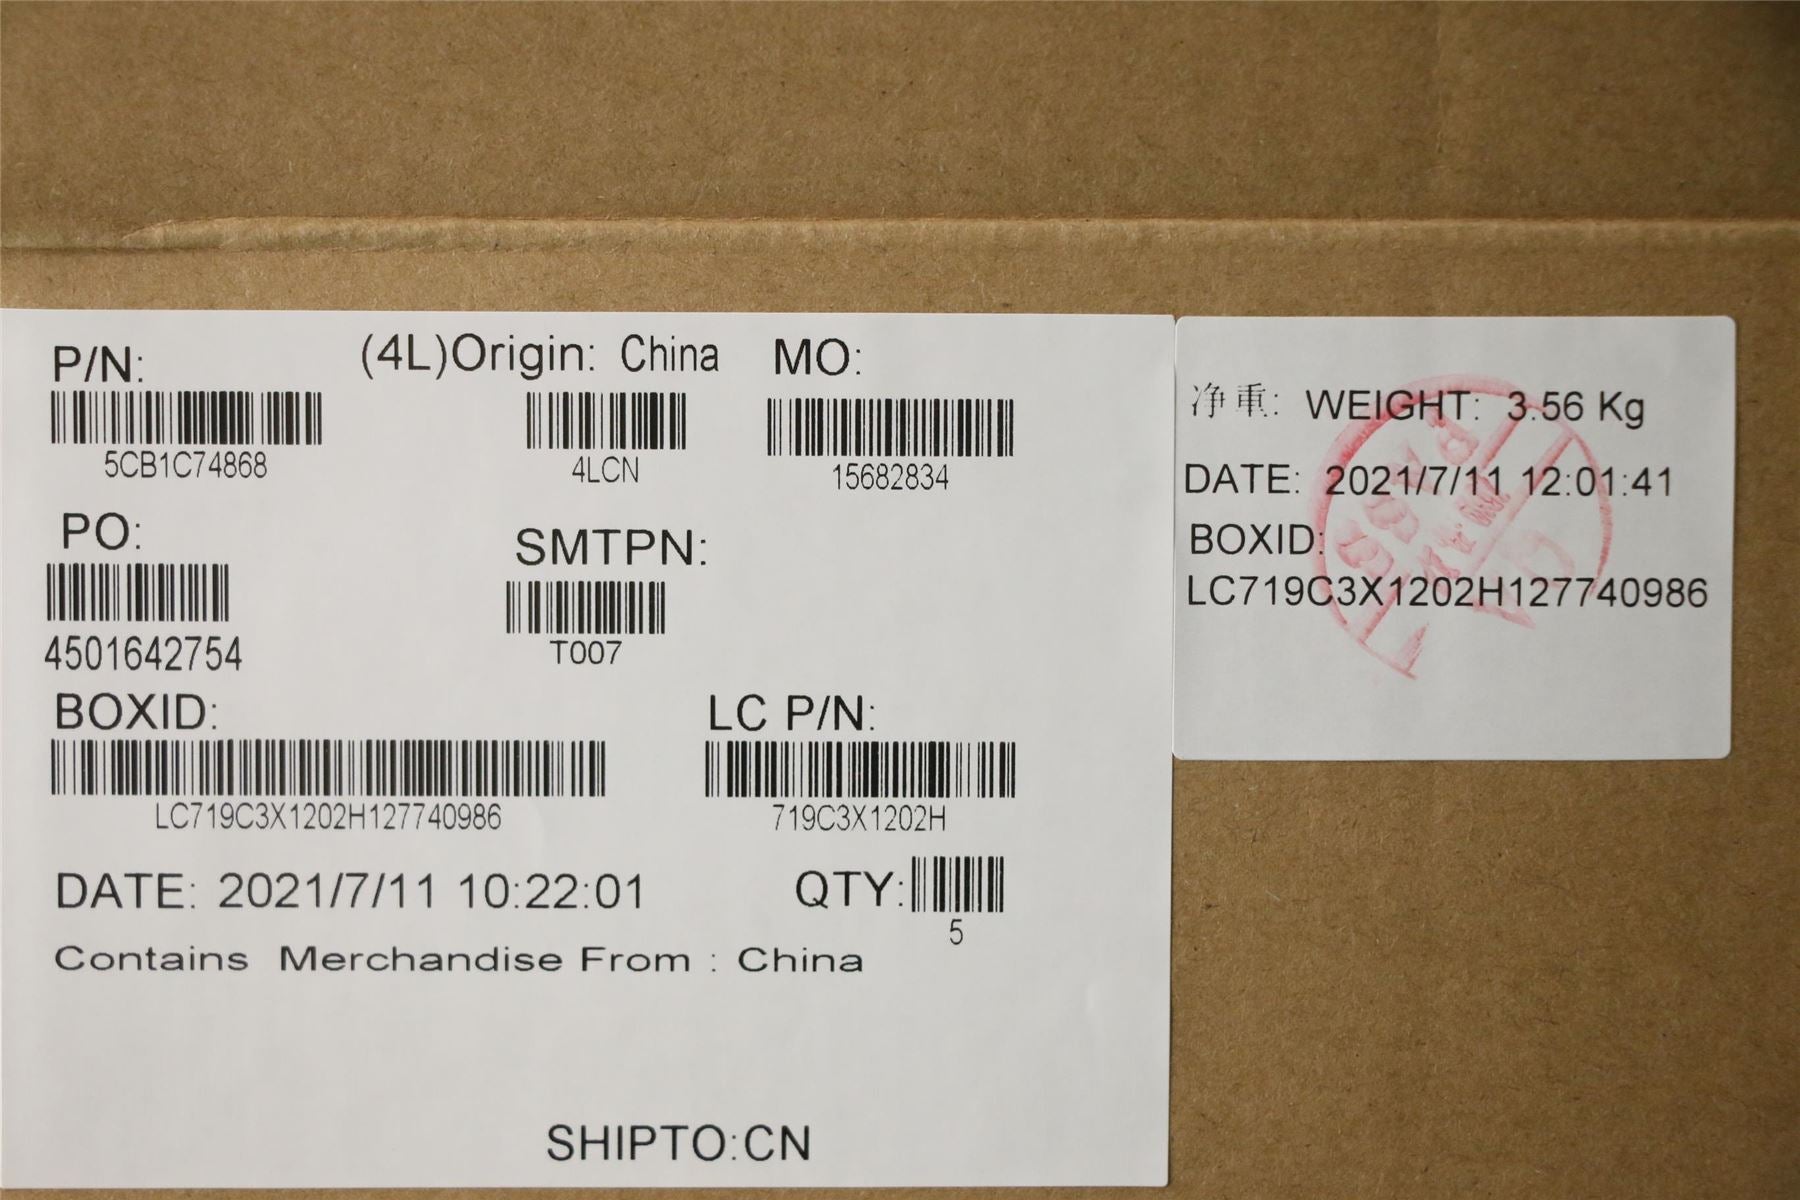 P/N:
(4L)Origin: China
MO:
5CB1C74868
4LCN
15682834
PO:
SMTPN:
4501642754
T007
BOXID:
LC P/N:
LC719C3X1202H127740986
719C3X1202H
DATE: 2021/7/11 10:22:01
QTY:
5
Contains Merchandise From : China
SHIPTO:CN
净重: WEIGHT: 3.56 Kg
DATE: 2021/7/11 12:01:41
BOXID:
LC719C3X1202H127740986